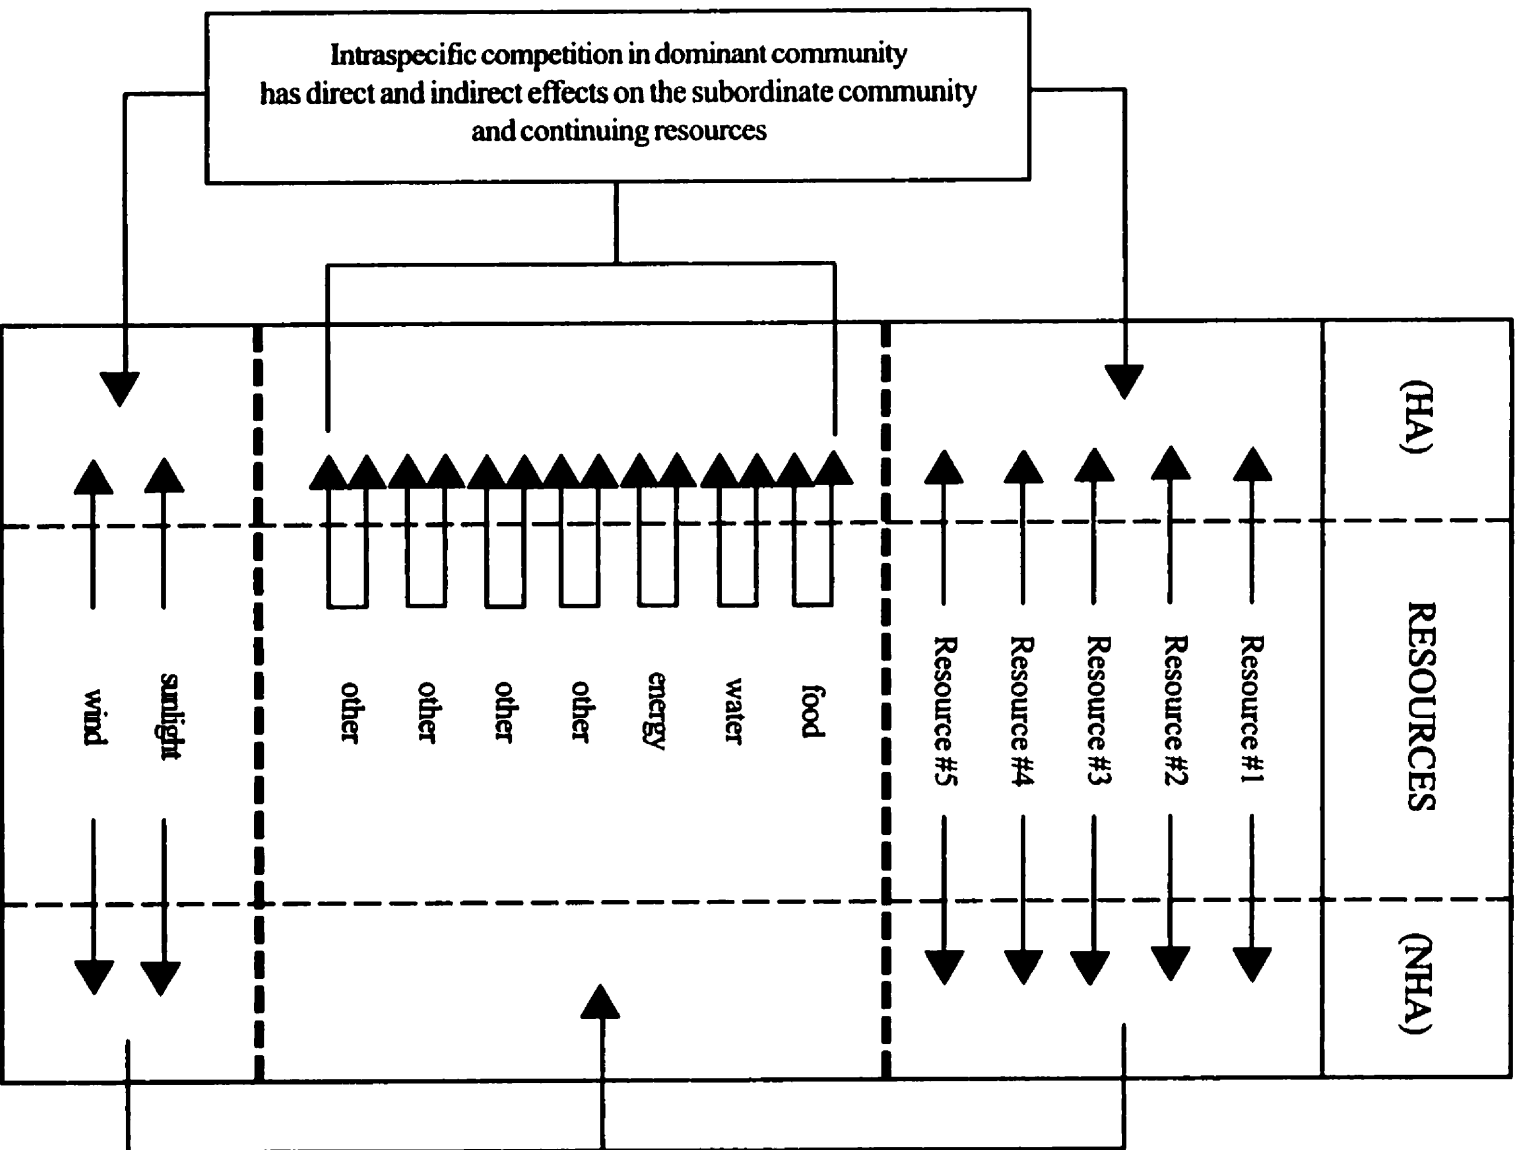 Intraspecific competition in dominant community
has direct and indirect effects on the subordinate community
and continuing resources
(HA)
RESOURCES
(NHA)
Resource #1
Resource #2
Resource #3
Resource #4
Resource #5
food
water
energy
other
other
other
other
sunlight
wind